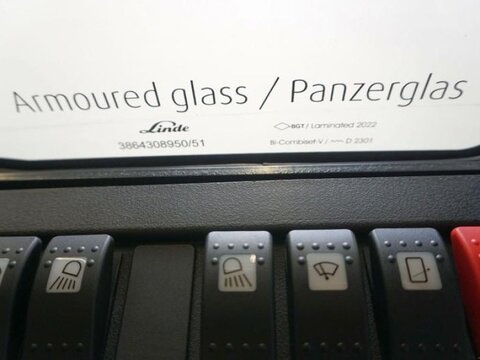 Armoured glass / Panzerglas
Linde
3864308950/51
BGT / Laminated 2022
Bi-Combiset-V / D 2301